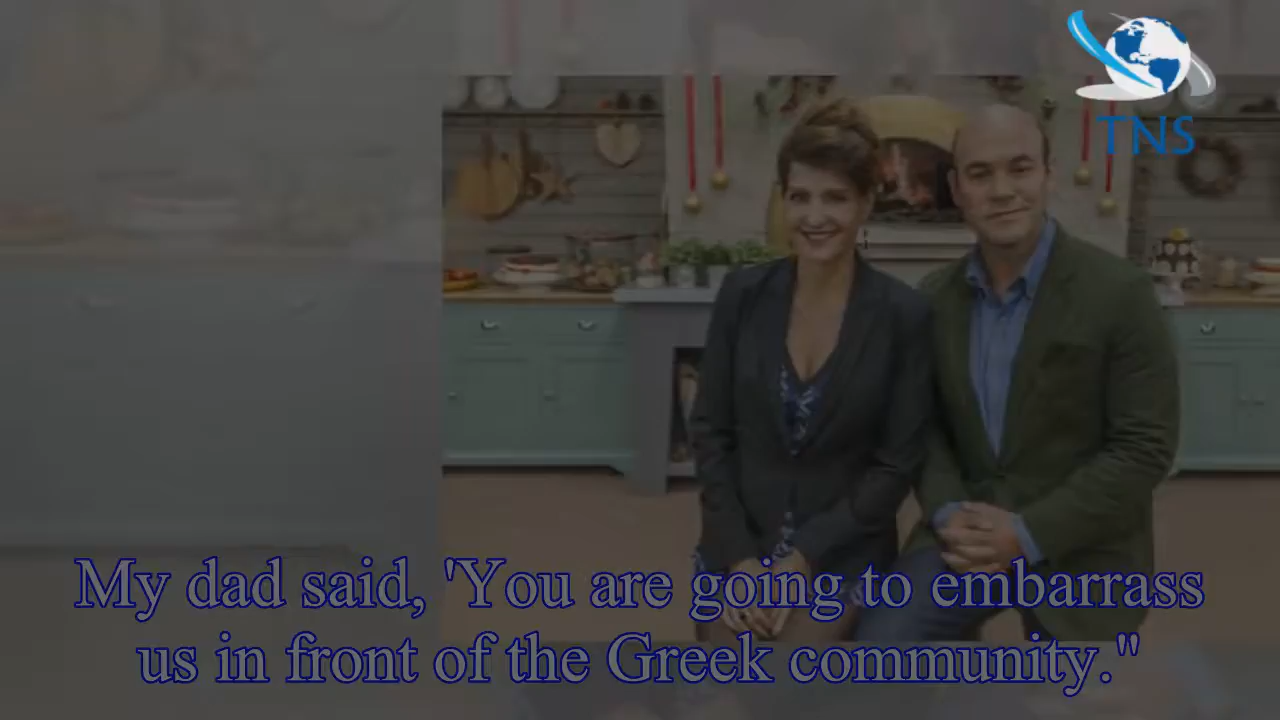 TNS
My dad said, 'You are going to embarrass
us in front of the Greek community."